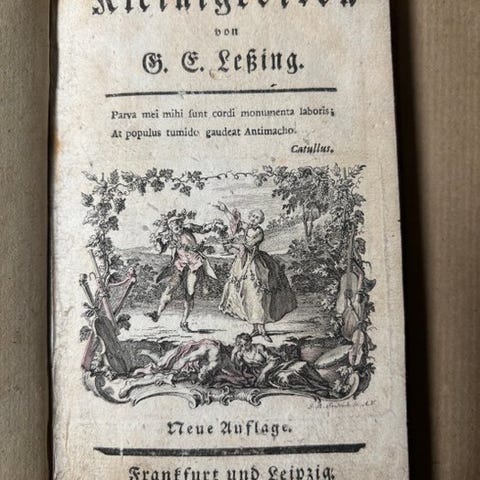 Kleinigkeiten
von
G. E. Leßing.
Parva mei mihi sunt cordi monumenta laboris;
At populus tumido gaudeat Antimacho.
Catullus.
Neue Auflage.
Frankfurt und Leipzig.